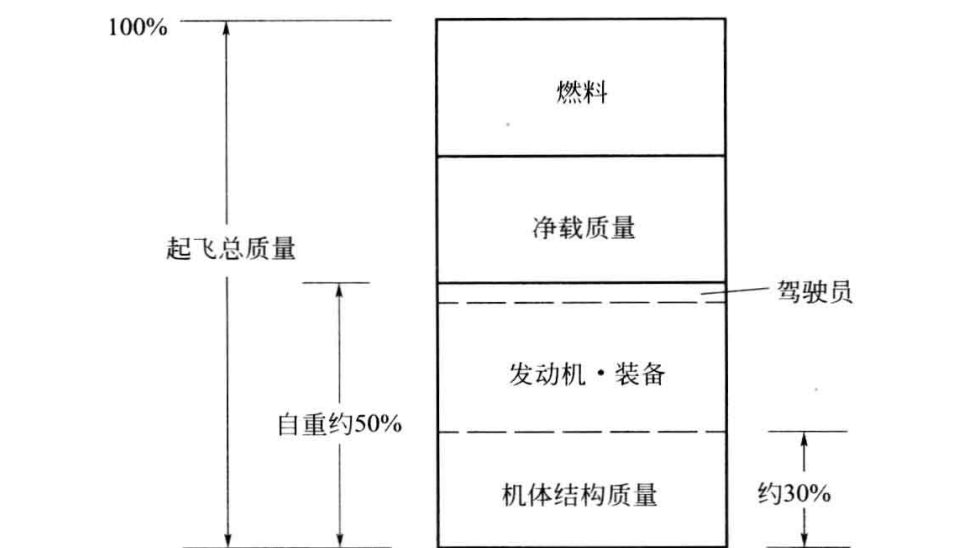 100%
燃料
净载质量
起飞总质量
驾驶员
发动机·装备
自重约50%
机体结构质量
约30%